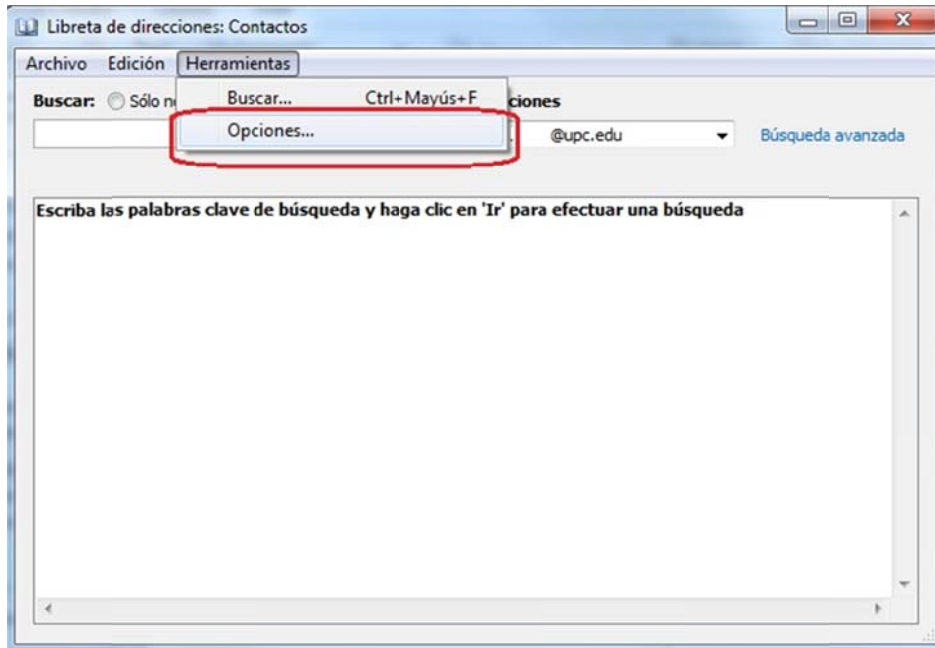 Libreta de direcciones: Contactos
Archivo Edición Herramientas
Buscar: Sólo
Buscar... Ctrl+Mayús+F
Opciones...
@upc.edu Búsqueda avanzada
Escriba las palabras clave de búsqueda y haga clic en 'Ir' para efectuar una búsqueda